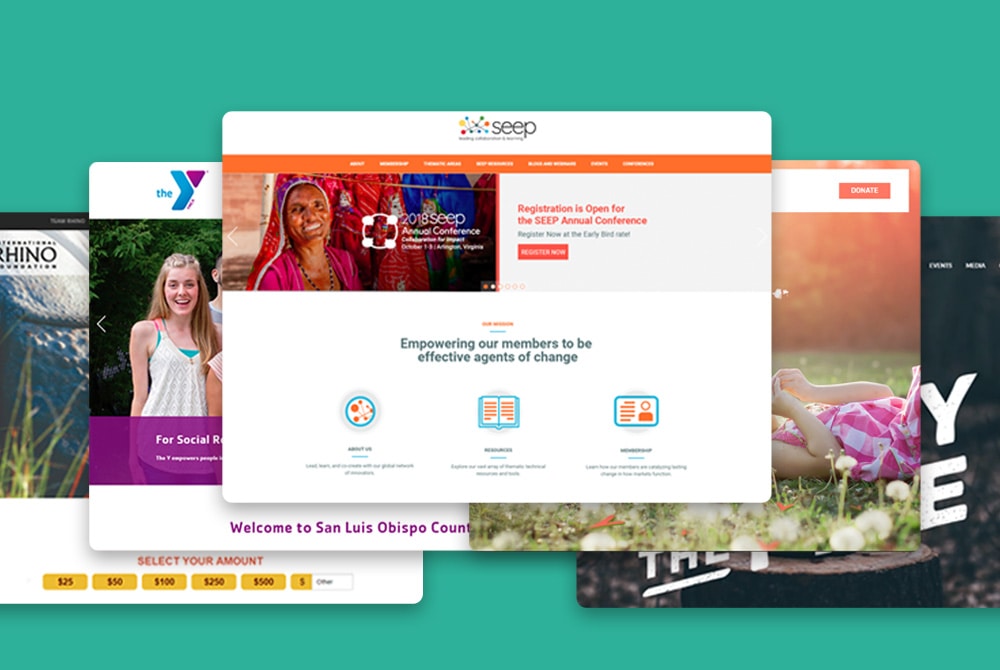 seep
leading collaboration & learning
ABOUT
MEMBERSHIP
THEMATIC AREAS
SEEP RESOURCES
BLOGS AND WEBINARS
EVENTS
CONFERENCES
2018 seep
Annual Conference
Collaboration for Impact
October 1-3 | Arlington, Virginia
Registration is Open for
the SEEP Annual Conference
Register Now at the Early Bird rate!
REGISTER NOW
OUR MISSION
Empowering our members to be
effective agents of change
ABOUT US
Lead, learn, and co-create with our global network
of innovators.
RESOURCES
Explore our vast array of thematic technical
resources and tools.
MEMBERSHIP
Learn how our members are catalyzing lasting
change in how markets function.
the Y
For Social Re
The Y empowers people
Welcome to San Luis Obispo Count
TEAM RHINO
TERNATIONAL
RHINO
OUNDATION
SELECT YOUR AMOUNT
$25
$50
$100
$250
$500
$
Other
DONATE
EVENTS
MEDIA
Y
E
THE